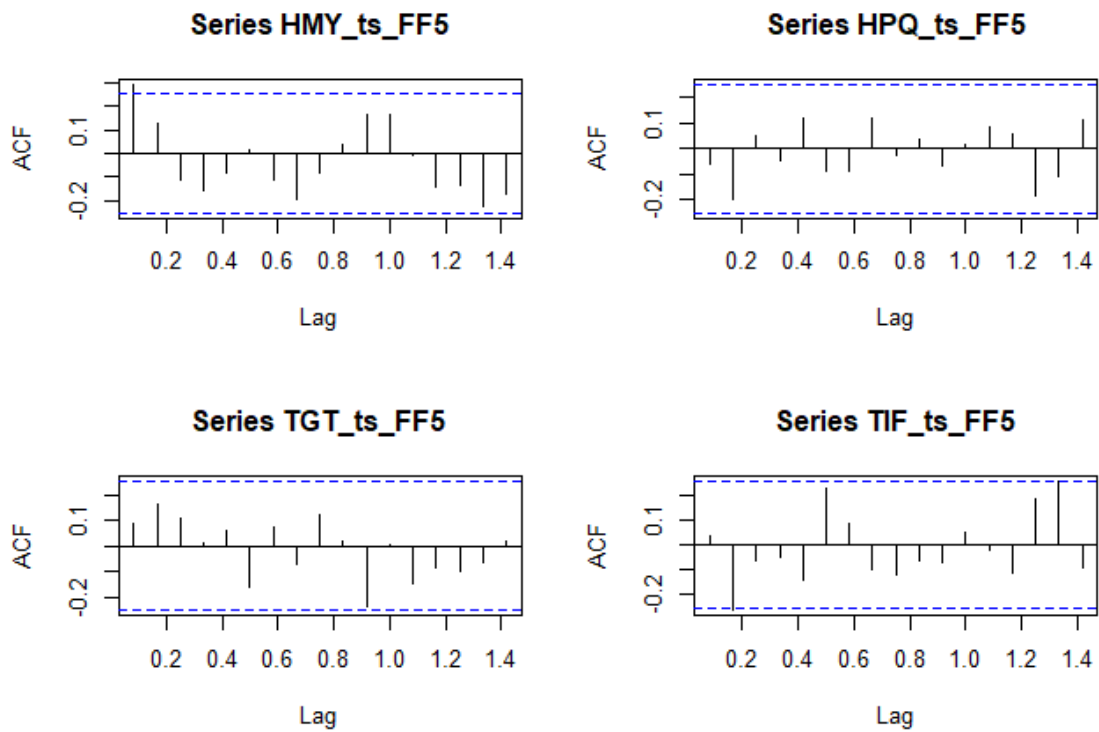 Series HMY_ts_FF5
ACF
0.1
-0.2
0.2 0.4 0.6 0.8 1.0 1.2 1.4
Lag
Series HPQ_ts_FF5
ACF
0.1
-0.2
0.2 0.4 0.6 0.8 1.0 1.2 1.4
Lag
Series TGT_ts_FF5
ACF
0.1
-0.2
0.2 0.4 0.6 0.8 1.0 1.2 1.4
Lag
Series TIF_ts_FF5
ACF
0.1
-0.2
0.2 0.4 0.6 0.8 1.0 1.2 1.4
Lag